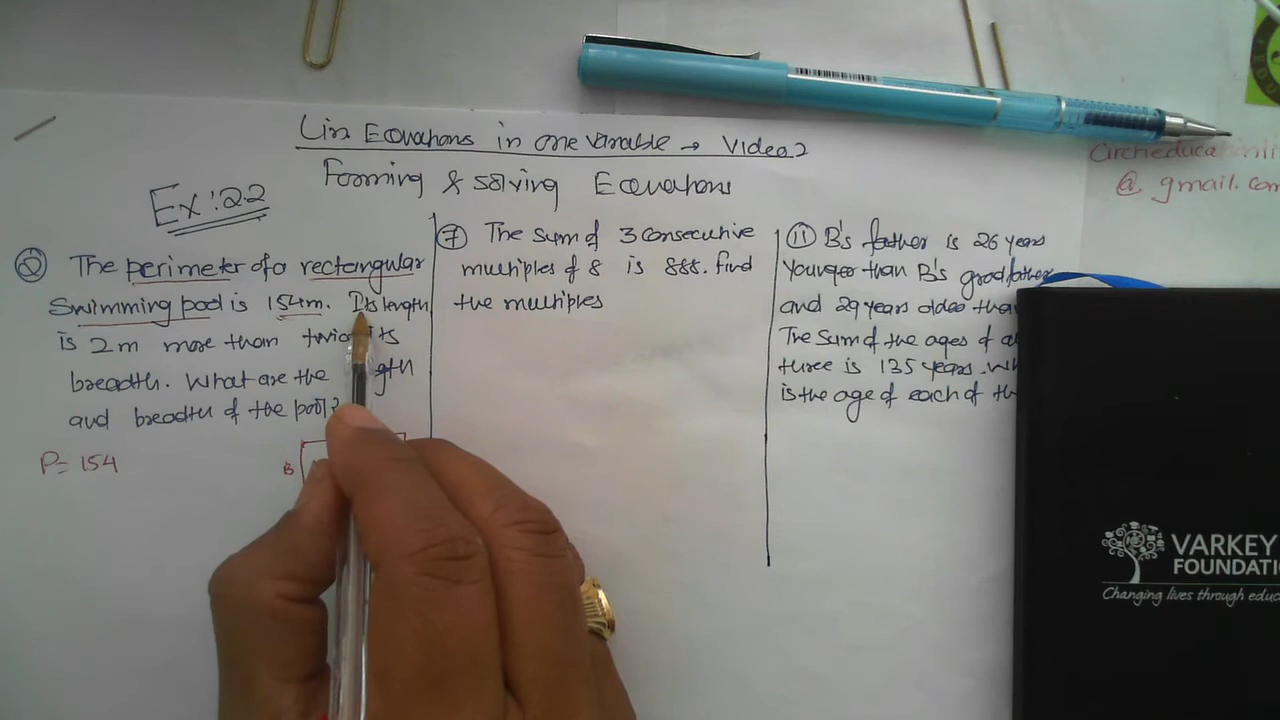 Lin Equations in one variable → Video 2
Forming & solving Equations
Ex: 2.2
② The perimeter of a rectangular
swimming pool is 154m. Its length
is 2m more than twice its
breadth. What are the
and breadth of the pool?
P = 154
B
⑦ The sum of 3 consecutive
multiples of 8 is 888. find
the multiples
⑪ B's father is 26 years
younger than B's grandfather
and 29 years older
The sum of the ages of
three is 135 years.
is the age of each of
@ gmail.com
VARKEY
Changing lives through